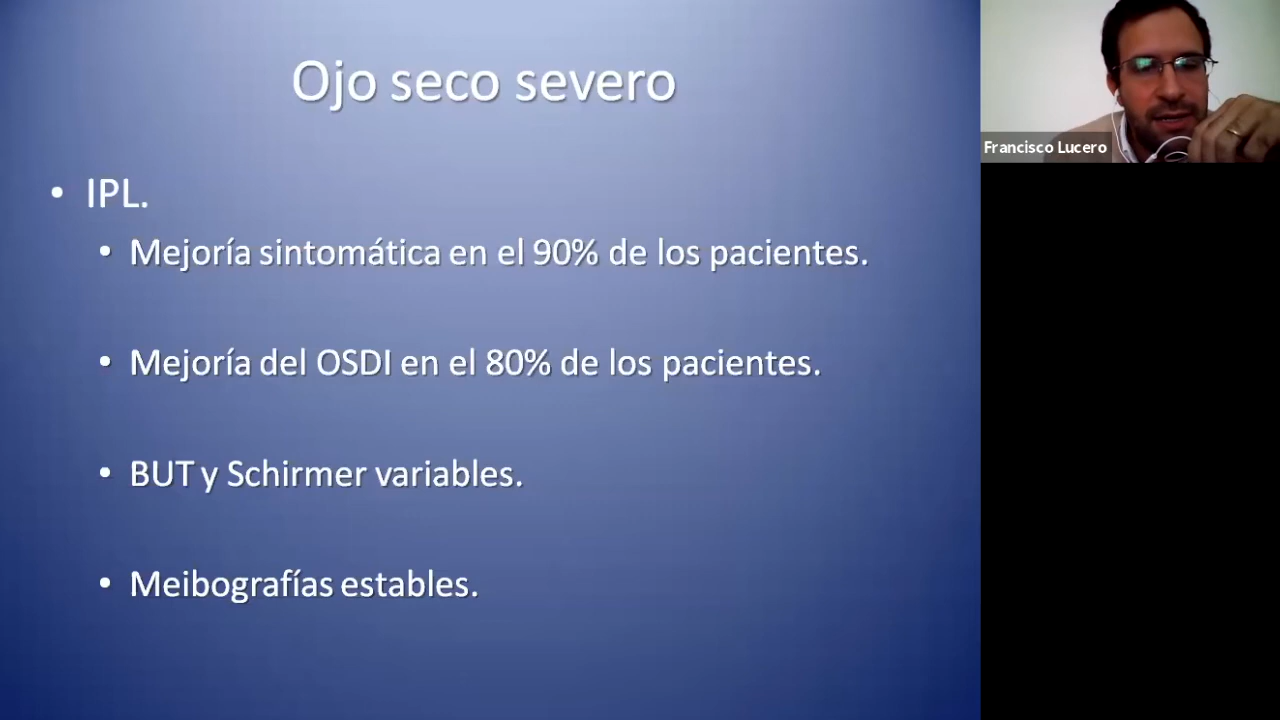 Ojo seco severo
• IPL.
• Mejoría sintomática en el 90% de los pacientes.
• Mejoría del OSDI en el 80% de los pacientes.
• BUT y Schirmer variables.
• Meibografías estables.
Francisco Lucero